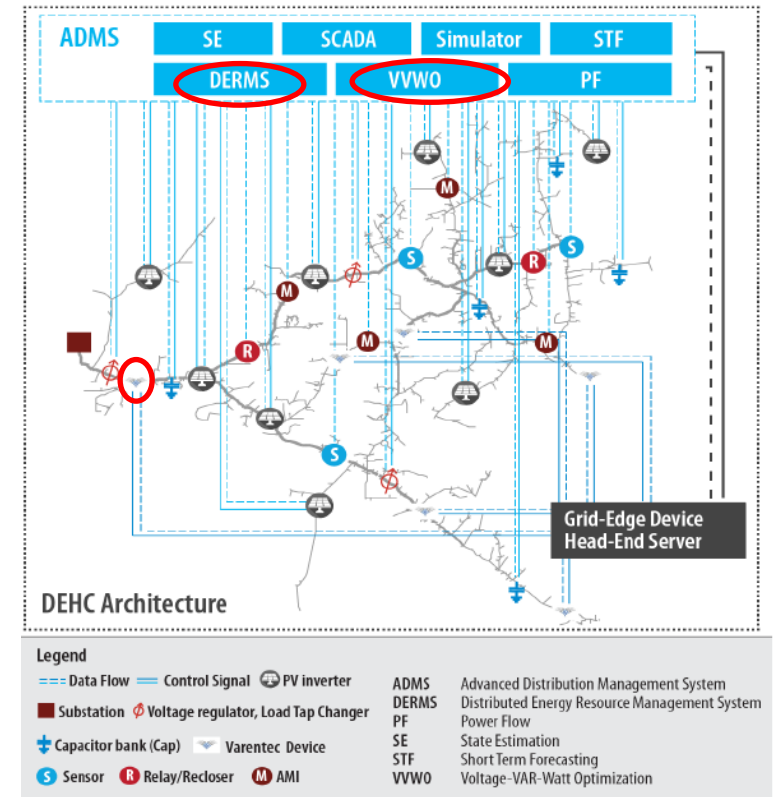 ADMS SE SCADA Simulator STF
DERMS VVWO PF
M
S
S
R
M
R
M
M
S
Grid-Edge Device
Head-End Server
DEHC Architecture
Legend
Data Flow Control Signal PV inverter
Substation Voltage regulator, Load Tap Changer
Capacitor bank (Cap) Varentec Device
S Sensor R Relay/Recloser M AMI
ADMS Advanced Distribution Management System
DERMS Distributed Energy Resource Management System
PF Power Flow
SE State Estimation
STF Short Term Forecasting
VVWO Voltage-VAR-Watt Optimization